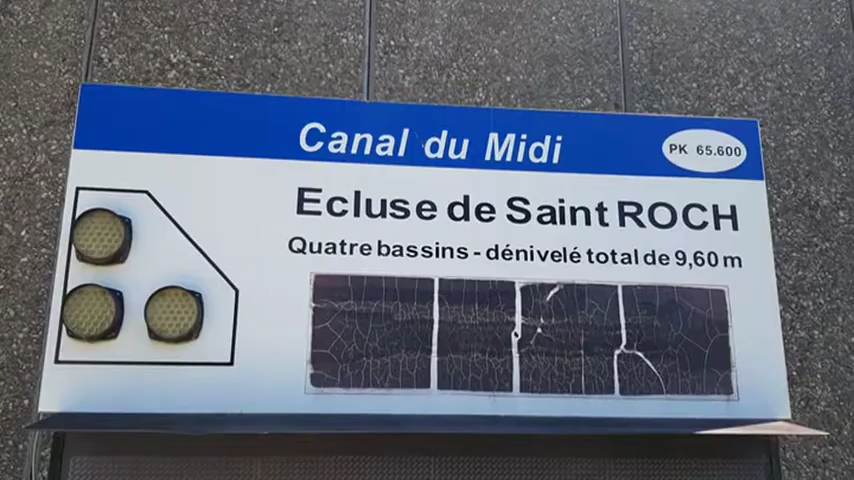 Canal du Midi
PK 65.600
Ecluse de Saint ROCH
Quatre bassins - dénivelé total de 9,60 m